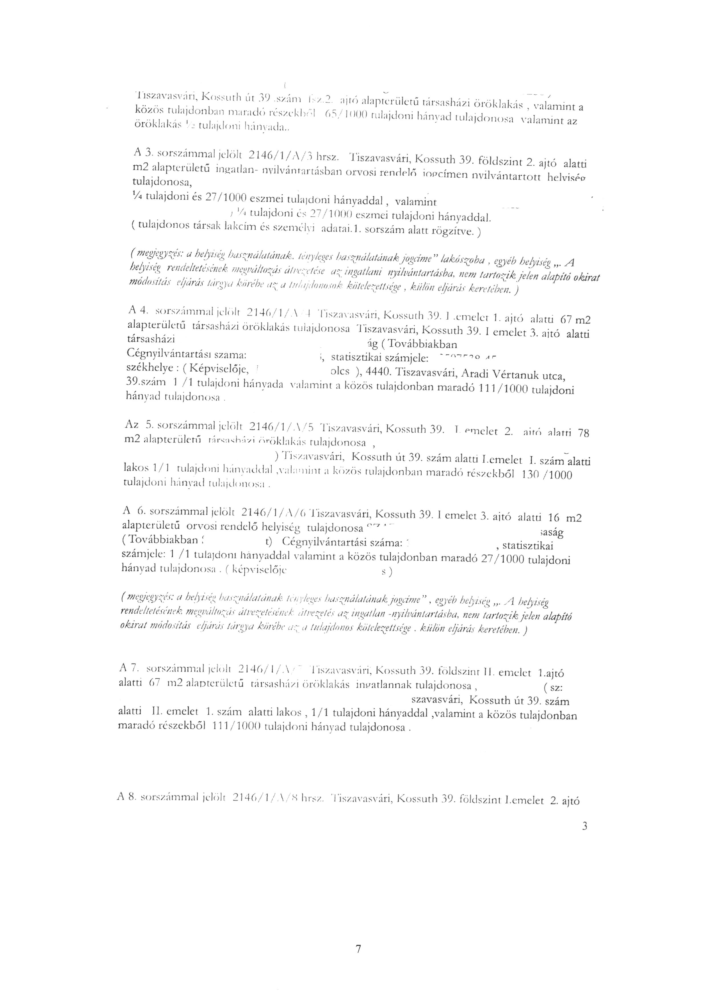 Tiszavasvári, Kossuth út 39 .szám fsz.2. ajtó alapterületű társasházi öröklakás , valamint a
közös tulajdonban maradó részekből 65/1000 tulajdoni hányad tulajdonosa valamint az
öröklakás ½ tulajdoni hányada..
A 3. sorszámmal jelölt 2146/1/A/3 hrsz. Tiszavasvári, Kossuth 39. földszint 2. ajtó alatti
m2 alapterületű ingatlan- nyilvántartásban orvosi rendelő jogcímen nyilvántartott helyiség
tulajdonosa,
¼ tulajdoni és 27/1000 eszmei tulajdoni hányaddal , valamint
¼ tulajdoni és 27/1000 eszmei tulajdoni hányaddal.
( tulajdonos társak lakcím és személyi adatai.1. sorszám alatt rögzítve. )
( megjegyzés: a helyiség használatának, tényleges használatának jogcíme" lakószoba , egyéb helyiség „. A
helyiség rendeltetésének megváltozás átvezetése az ingatlani nyilvántartásba, nem tartozik jelen alapító okirat
módosítás eljárás tárgya körébe az a tulajdonosok kötelezettsége , külön eljárás keretében. )
A 4. sorszámmal jelölt 2146/1/A/4 Tiszavasvári, Kossuth 39. I .emelet 1. ajtó alatti 67 m2
alapterületű társasházi öröklakás tulajdonosa Tiszavasvári, Kossuth 39. I emelet 3. ajtó alatti
társasházi ág ( Továbbiakban
Cégnyilvántartási szama: , statisztikai számjele:
székhelye : ( Képviselője, olcs ), 4440. Tiszavasvári, Aradi Vértanuk utca,
39.szám 1 /1 tulajdoni hányada valamint a közös tulajdonban maradó 111/1000 tulajdoni
hányad tulajdonosa .
Az 5. sorszámmal jelölt 2146/1/A/5 Tiszavasvári, Kossuth 39. I. emelet 2. ajtó alatti 78
m2 alapterületű társasházi öröklakás tulajdonosa ,
) Tiszavasvári, Kossuth út 39. szám alatti I.emelet I. szám alatti
lakos 1/1 tulajdoni hányaddal ,valamint a közös tulajdonban maradó részekből 130 /1000
tulajdoni hányad tulajdonosa .
A 6. sorszámmal jelölt 2146/1/A/6 Tiszavasvári, Kossuth 39. I emelet 3. ajtó alatti 16 m2
alapterületű orvosi rendelő helyiség tulajdonosa saság
( Továbbiakban t) Cégnyilvántartási száma: , statisztikai
számjele: 1 /1 tulajdoni hányaddal valamint a közös tulajdonban maradó 27/1000 tulajdoni
hányad tulajdonosa . ( képviselője s )
( megjegyzés: a helyiség használatának tényleges használatának jogcíme" , egyéb helyiség „. A helyiség
rendeltetésének megváltozás átvezetésének átvezetés az ingatlan -nyilvántartásba, nem tartozik jelen alapító
okirat módosítás eljárás tárgya körébe az a tulajdonos kötelezettsége . külön eljárás keretében. )
A 7. sorszámmal jelölt 2146/1/A/7 Tiszavasvári, Kossuth 39. földszint II. emelet 1.ajtó
alatti 67 m2 alapterületű társasházi öröklakás ingatlannak tulajdonosa , ( sz:
szavasvári, Kossuth út 39. szám
alatti II. emelet 1. szám alatti lakos , 1/1 tulajdoni hányaddal ,valamint a közös tulajdonban
maradó részekből 111/1000 tulajdoni hányad tulajdonosa .
A 8. sorszámmal jelölt 2146/1/A/8 hrsz. Tiszavasvári, Kossuth 39. földszint I.emelet 2. ajtó
3
7